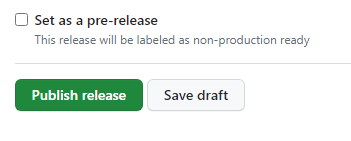 Set as a pre-release
This release will be labeled as non-production ready
Publish release Save draft